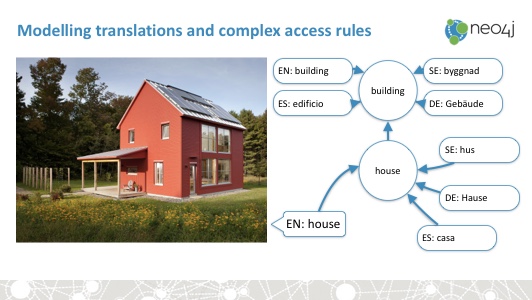 Modelling translations and complex access rules
neo4j
EN: building
SE: byggnad
building
ES: edificio
DE: Gebäude
SE: hus
house
DE: Hause
EN: house
ES: casa